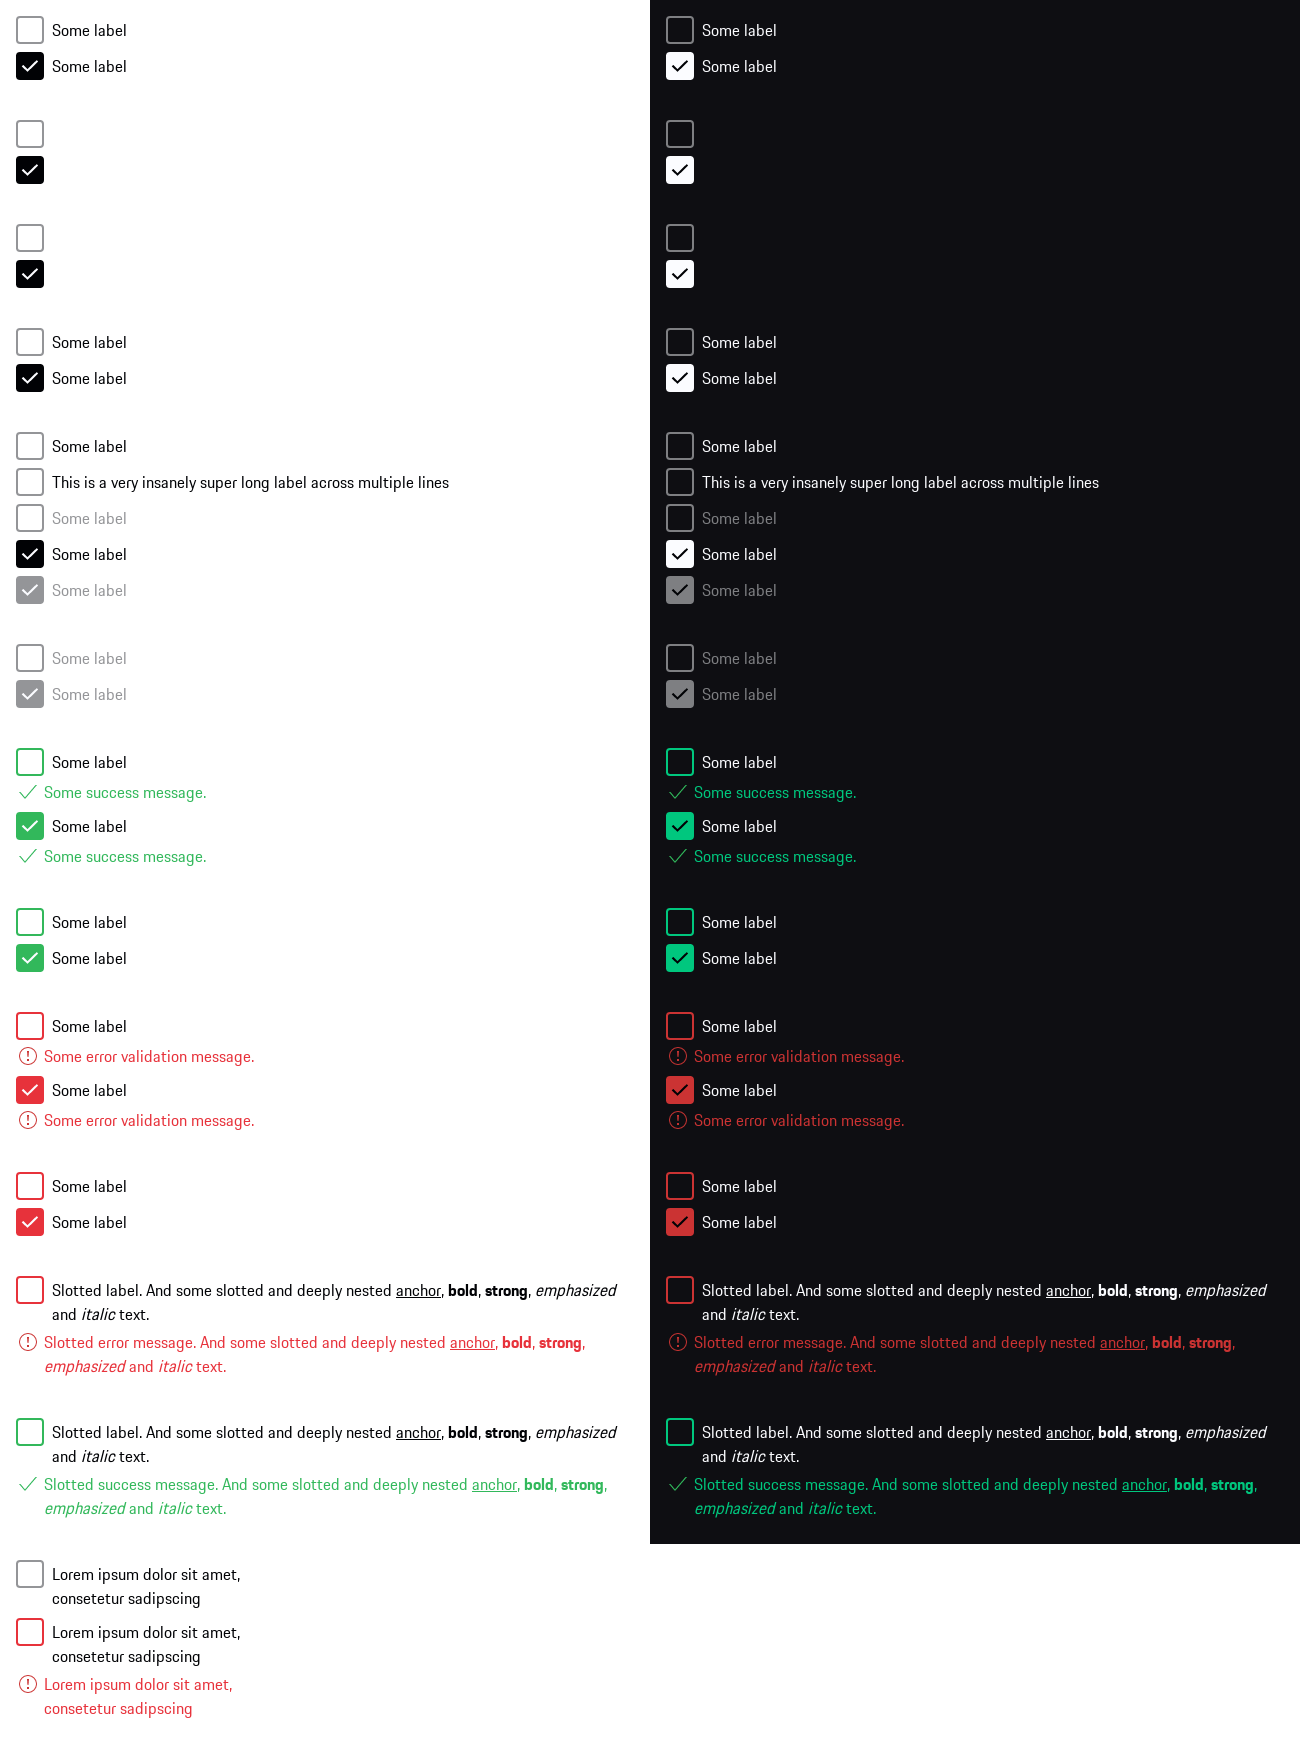 Some label
Some label
Some label
Some label
Some label
This is a very insanely super long label across multiple lines
Some label
Some label
Some label
Some label
Some label
Some label
Some success message.
Some label
Some success message.
Some label
Some label
Some label
Some error validation message.
Some label
Some error validation message.
Some label
Some label
Slotted label. And some slotted and deeply nested anchor, bold, strong, emphasized
and italic text.
Slotted error message. And some slotted and deeply nested anchor, bold, strong,
emphasized and italic text.
Slotted label. And some slotted and deeply nested anchor, bold, strong, emphasized
and italic text.
Slotted success message. And some slotted and deeply nested anchor, bold, strong,
emphasized and italic text.
Lorem ipsum dolor sit amet,
consetetur sadipscing
Lorem ipsum dolor sit amet,
consetetur sadipscing
Lorem ipsum dolor sit amet,
consetetur sadipscing
Some label
Some label
Some label
Some label
Some label
This is a very insanely super long label across multiple lines
Some label
Some label
Some label
Some label
Some label
Some label
Some success message.
Some label
Some success message.
Some label
Some label
Some label
Some error validation message.
Some label
Some error validation message.
Some label
Some label
Slotted label. And some slotted and deeply nested anchor, bold, strong, emphasized
and italic text.
Slotted error message. And some slotted and deeply nested anchor, bold, strong,
emphasized and italic text.
Slotted label. And some slotted and deeply nested anchor, bold, strong, emphasized
and italic text.
Slotted success message. And some slotted and deeply nested anchor, bold, strong,
emphasized and italic text.